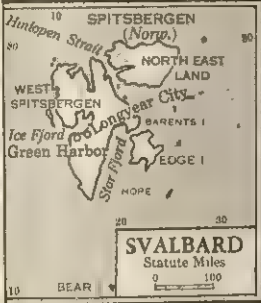 10
SPITSBERGEN
(Norw.)
Hinlopen Strait
80
80
NORTH EAST
LAND
WEST
SPITSBERGEN
Longyear City
BARENTS I
Ice Fjord
Green Harbor
Stor Fjord
EDGE I
HOPE
20
30
SVALBARD
Statute Miles
0 100
BEAR
10